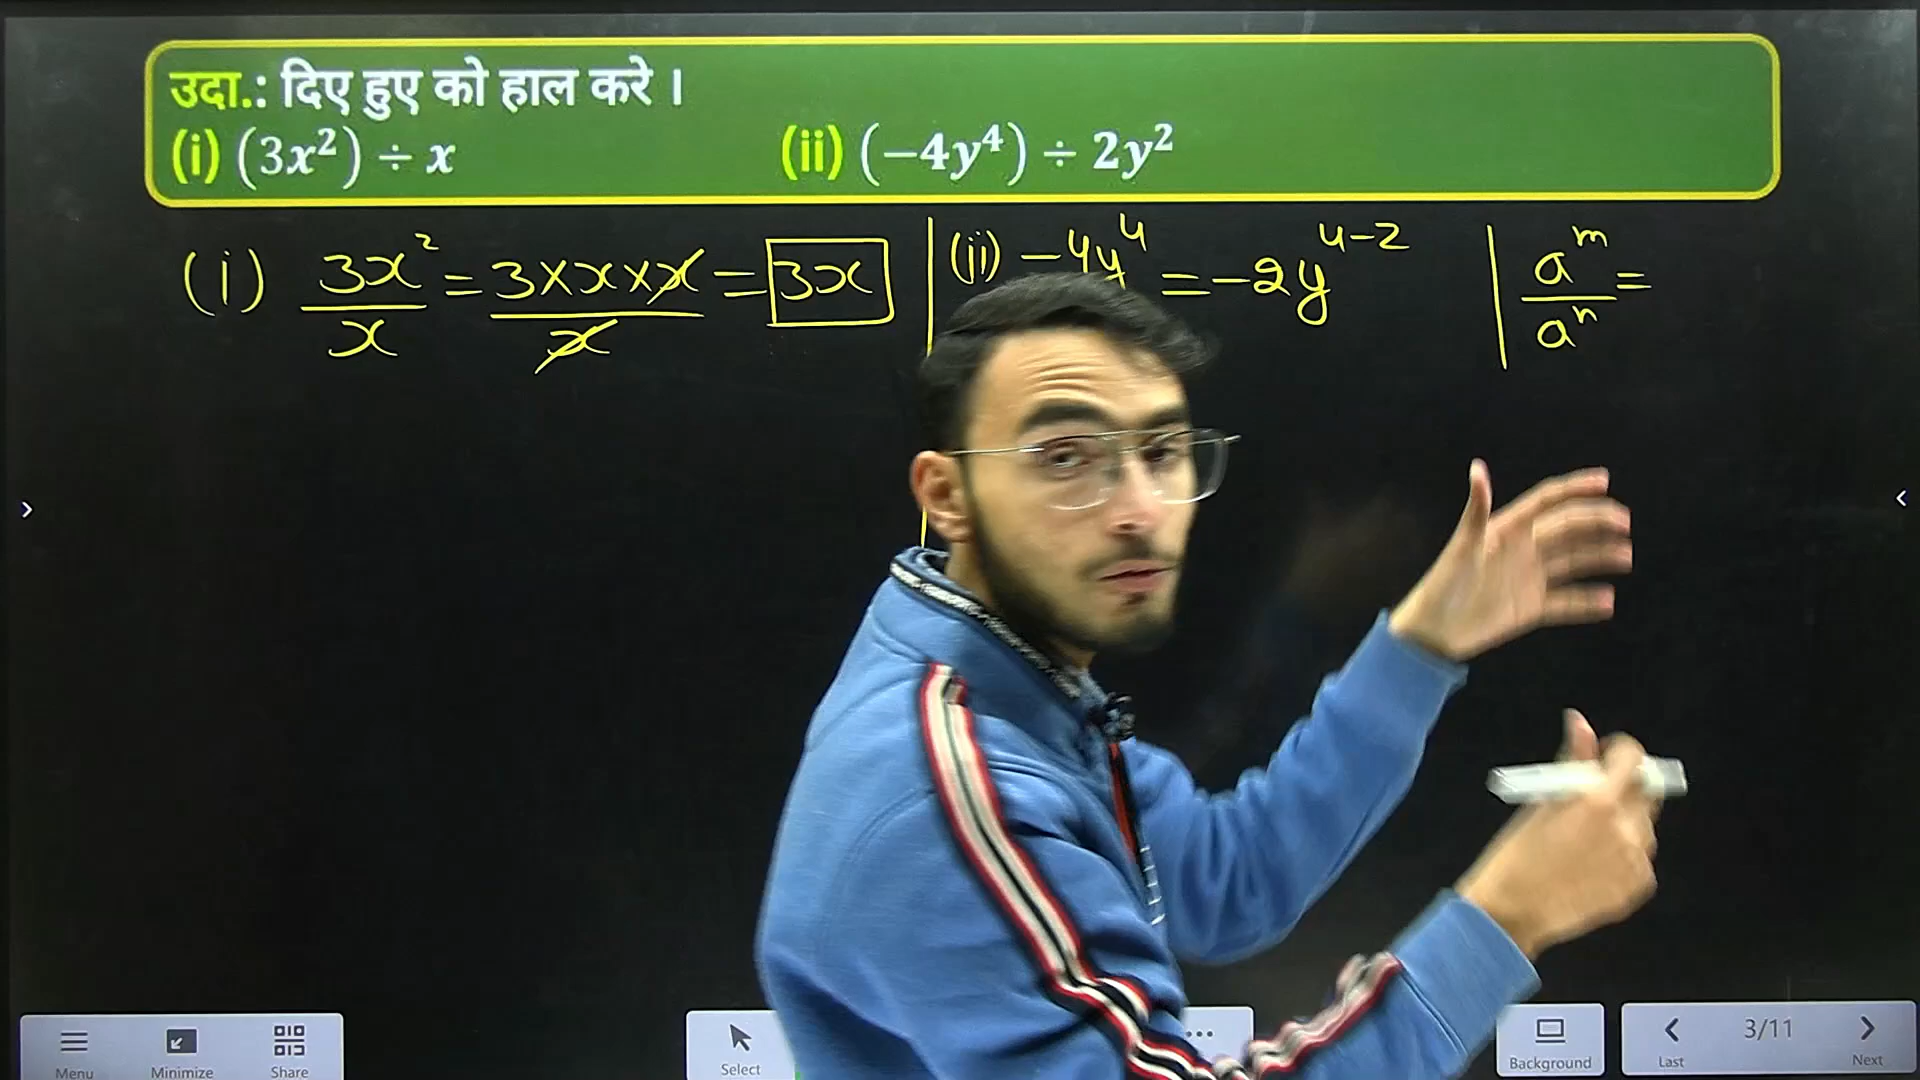 उदा.: दिए हुए को हाल करे ।
(i) (3x²) ÷ x (ii) (−4y⁴) ÷ 2y²
(i) 3x²/x = 3×x×x/x = 3x
(ii) −4y⁴ = −2y⁴⁻²
aᵐ/aⁿ =
Menu Minimize Share Select Background Last 3/11 Next